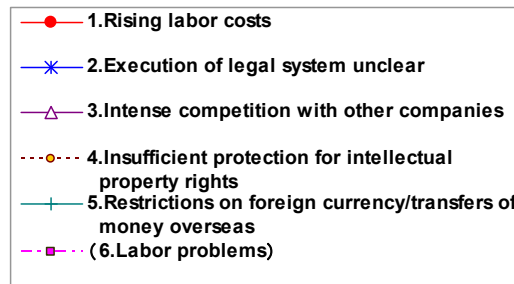 1.Rising labor costs
2.Execution of legal system unclear
3.Intense competition with other companies
4.Insufficient protection for intellectual
property rights
5.Restrictions on foreign currency/transfers of
money overseas
(6.Labor problems)